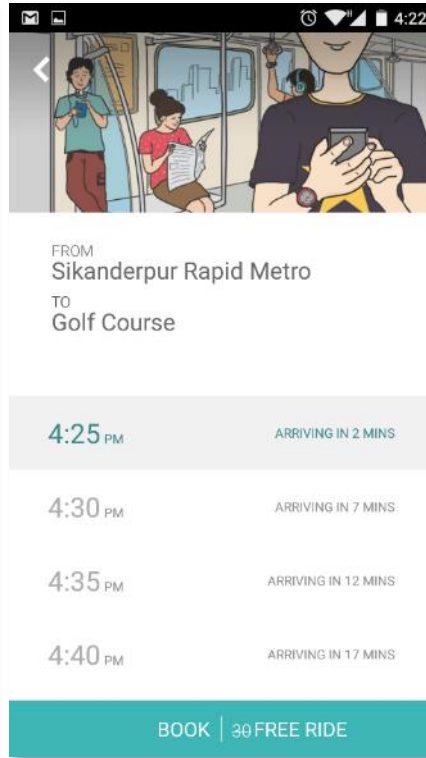 4:22
FROM
Sikanderpur Rapid Metro
TO
Golf Course
4:25 PM ARRIVING IN 2 MINS
4:30 PM ARRIVING IN 7 MINS
4:35 PM ARRIVING IN 12 MINS
4:40 PM ARRIVING IN 17 MINS
BOOK | 30 FREE RIDE